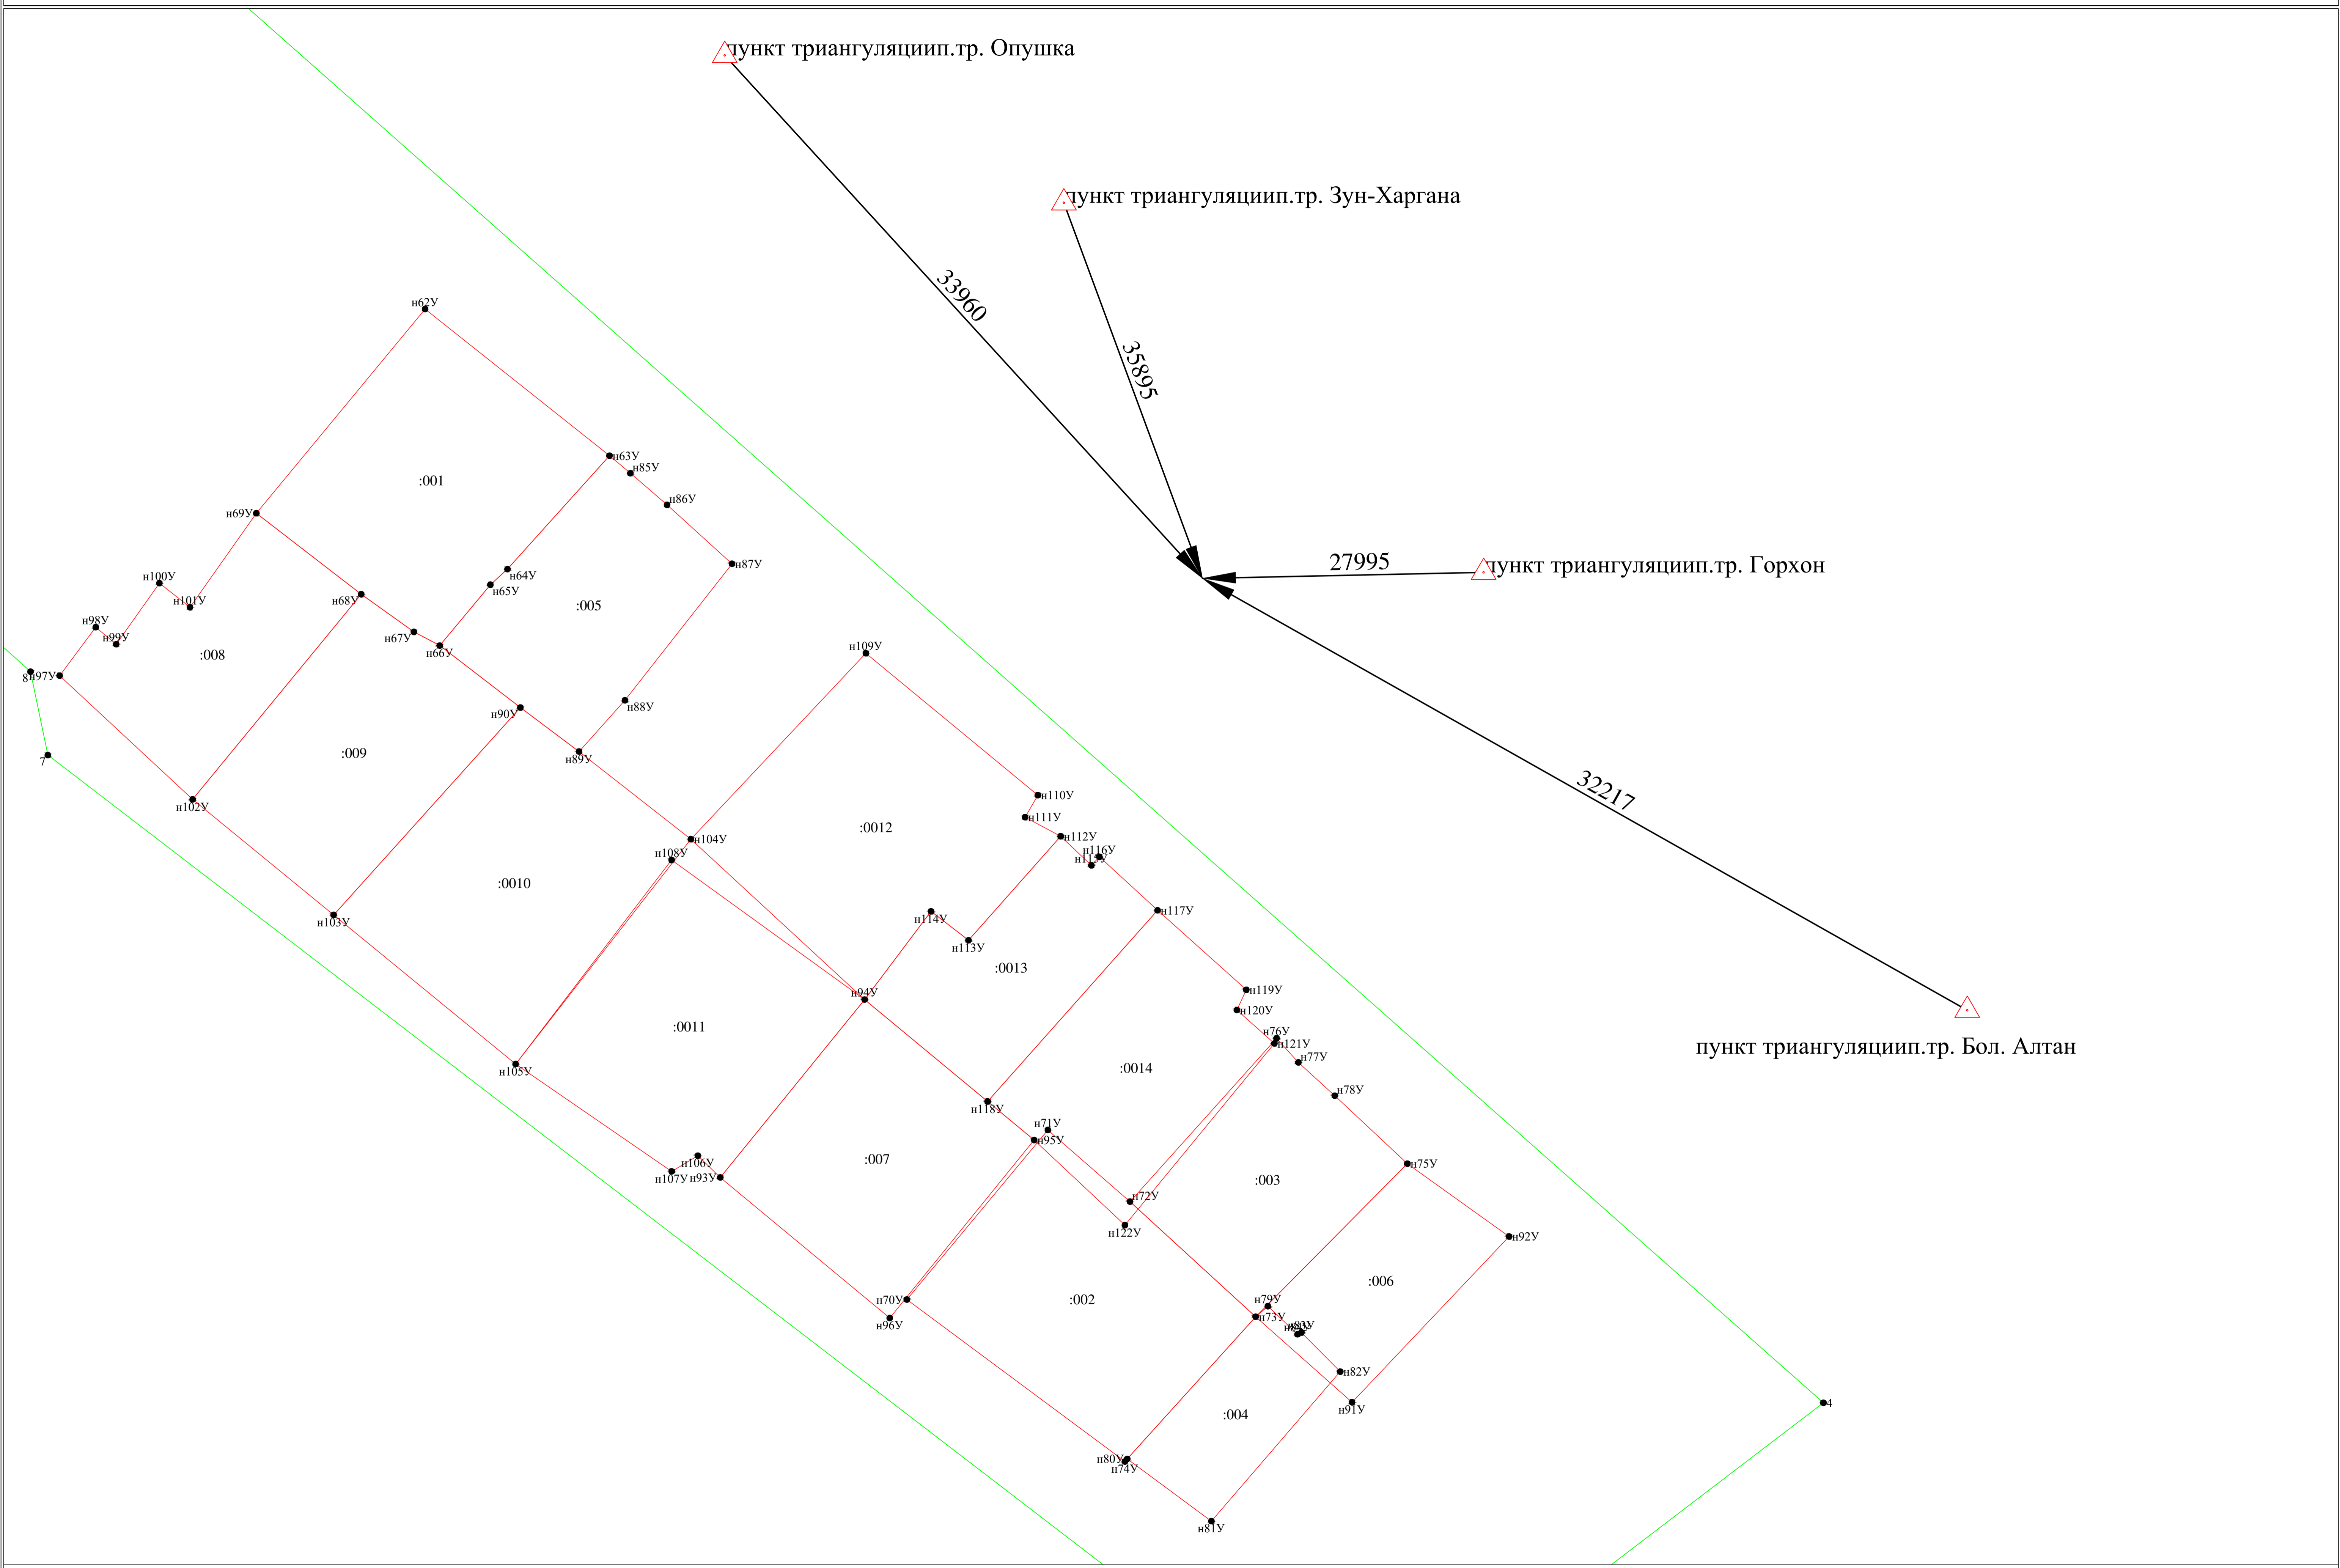 пункт триангуляциип.тр. Опушка
пункт триангуляциип.тр. Зун-Харгана
33960
н62У
35895
н63У
н85У
:001
н86У
н69У
27995
пункт триангуляциип.тр. Горхон
н87У
н64У
н100У
н65У
н68У
н101У
:005
н98У
н99У
н67У
н109У
н66У
:008
8
н97У
н88У
н90У
:009
н89У
7
32217
н110У
н102У
н111У
:0012
н112У
н104У
н116У
н108У
:0010
н117У
н114У
н103У
н113У
:0013
н119У
н94У
н120У
:0011
н76У
н121У
пункт триангуляциип.тр. Бол. Алтан
н77У
:0014
н105У
н78У
н118У
н71У
н95У
:007
н106У
н75У
н107У
н93У
:003
н72У
н122У
н92У
:006
н70У
:002
н79У
н73У
н96У
н83У
н82У
4
н91У
:004
н80У
н74У
н81У